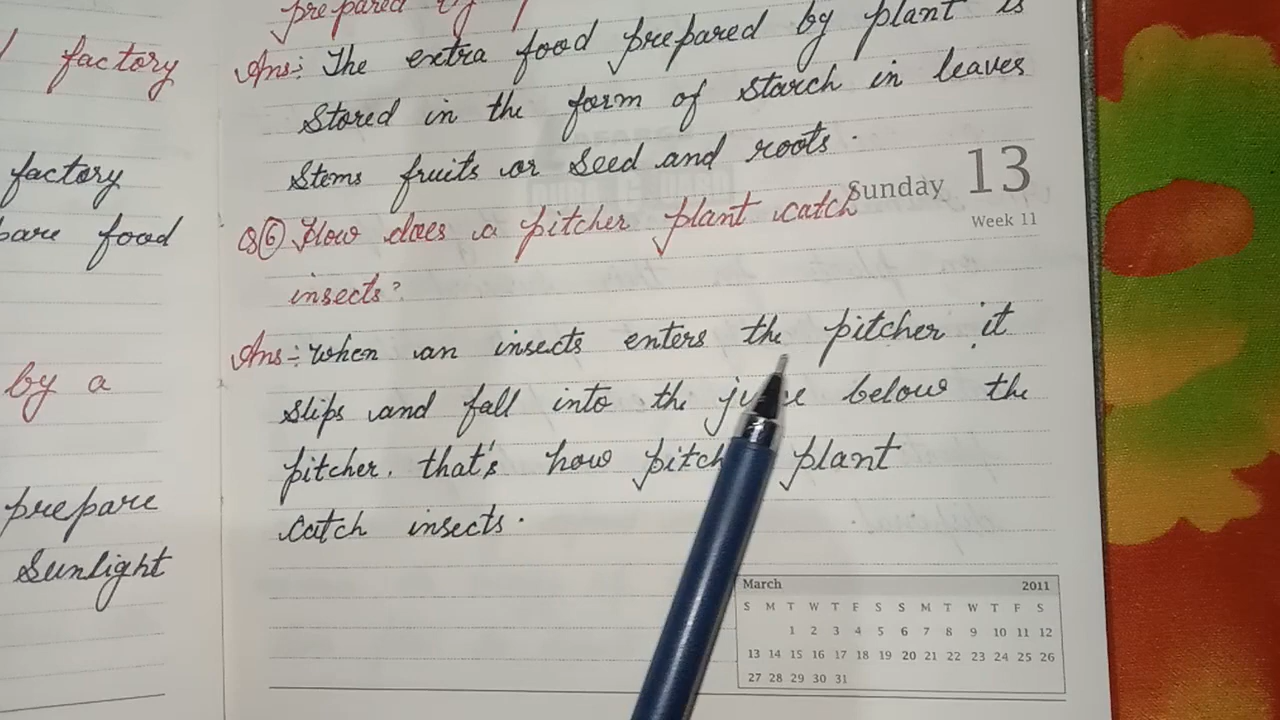 factory
factory
food
by a
prepare
Sunlight
prepared by
Ans:- The extra food prepared by plant is
Stored in the form of starch in leaves
Stems fruits or Seed and roots.
Sunday 13
Week 11
Q⑥ How does a pitcher plant catch
insects?
Ans:- When an insects enters the pitcher it
slips and fall into the below the
pitcher. that's how plant
Catch insects.
March 2011
S M T W T F S S M T W T F S
1 2 3 4 5 6 7 8 9 10 11 12
13 14 15 16 17 18 19 20 21 22 23 24 25 26
27 28 29 30 31